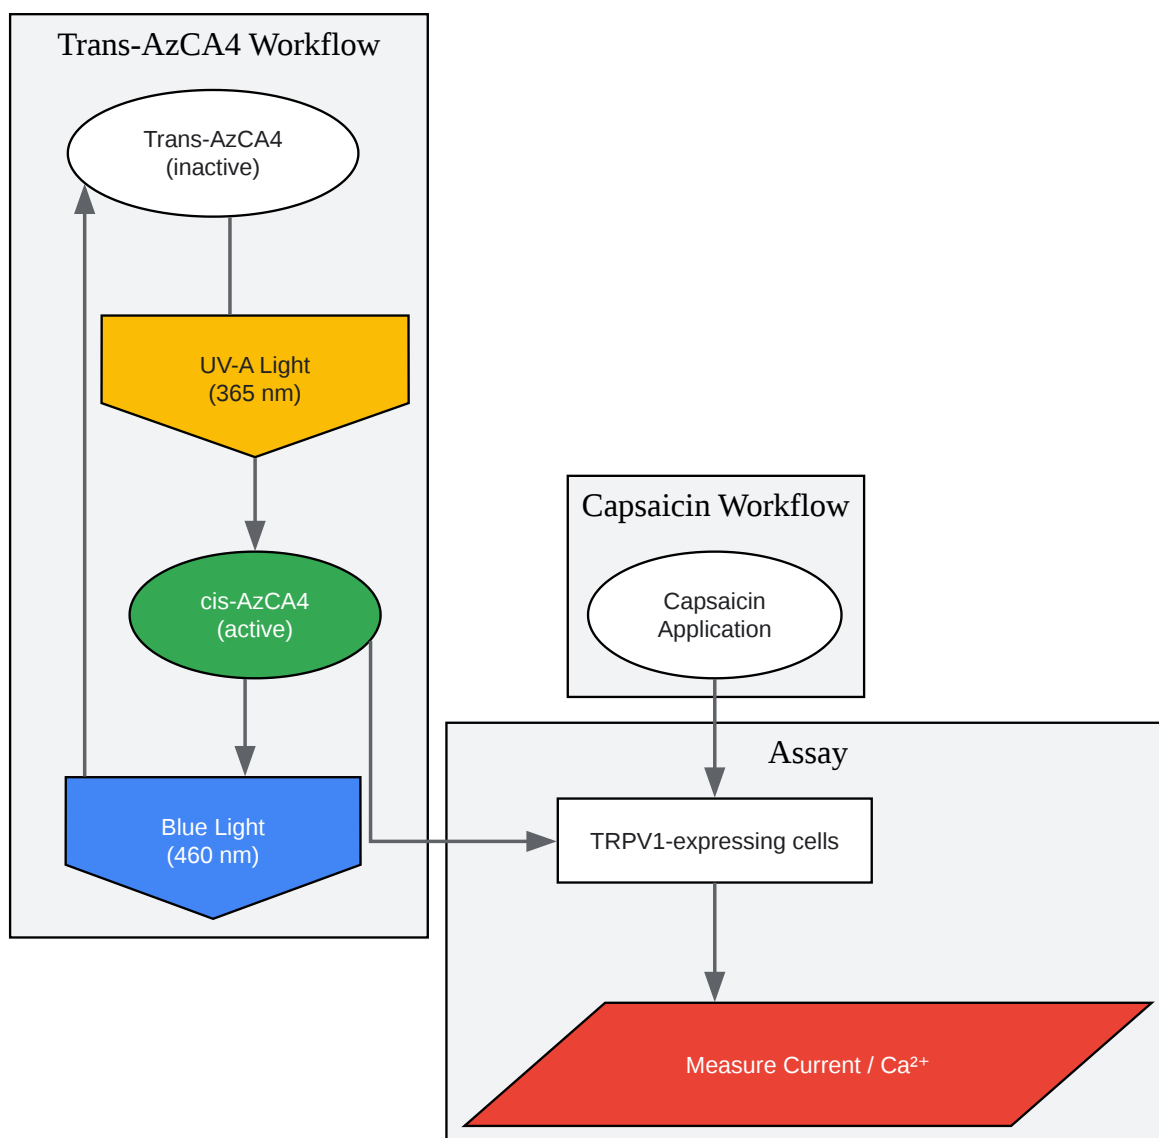 Trans-AzCA4 Workflow
Trans-AzCA4
(inactive)
UV-A Light
(365 nm)
cis-AzCA4
(active)
Blue Light
(460 nm)
Capsaicin Workflow
Capsaicin
Application
Assay
TRPV1-expressing cells
Measure Current / Ca²⁺